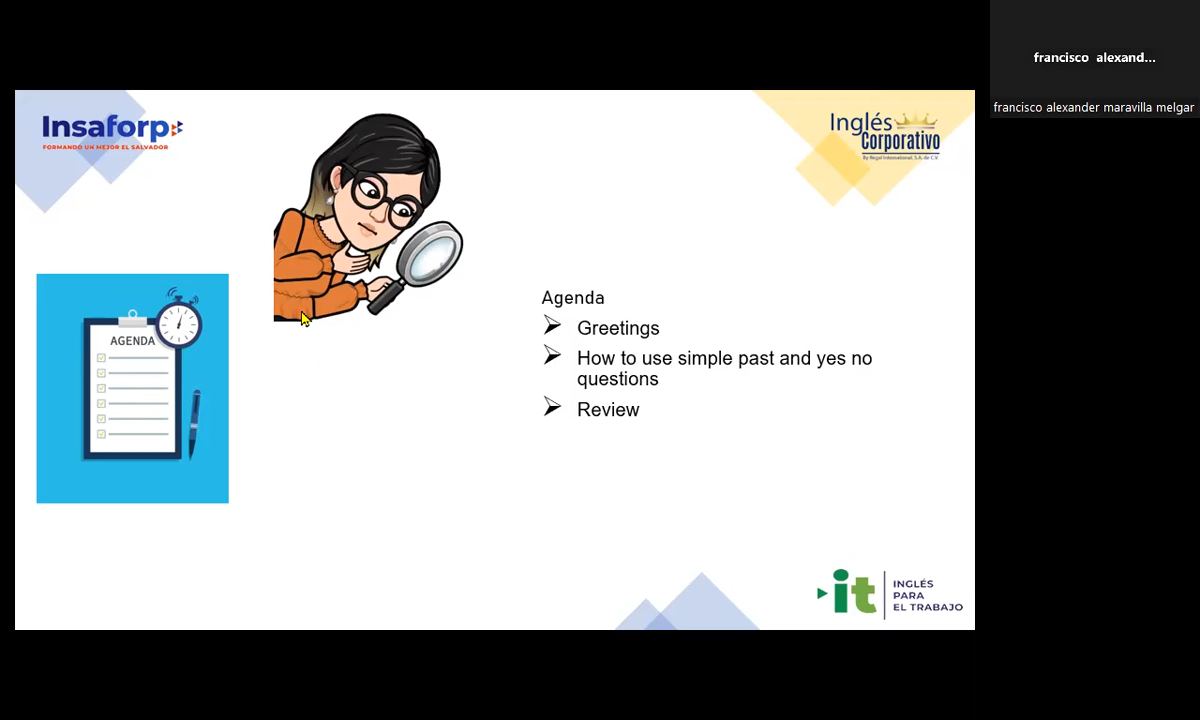 francisco alexand...
francisco alexander maravilla melgar
Insaforp
FORMANDO UN MEJOR EL SALVADOR
Inglés
Corporativo
By Regal International, S.A. de C.V.
AGENDA
Agenda
Greetings
How to use simple past and yes no
questions
Review
it
INGLÉS
PARA
EL TRABAJO